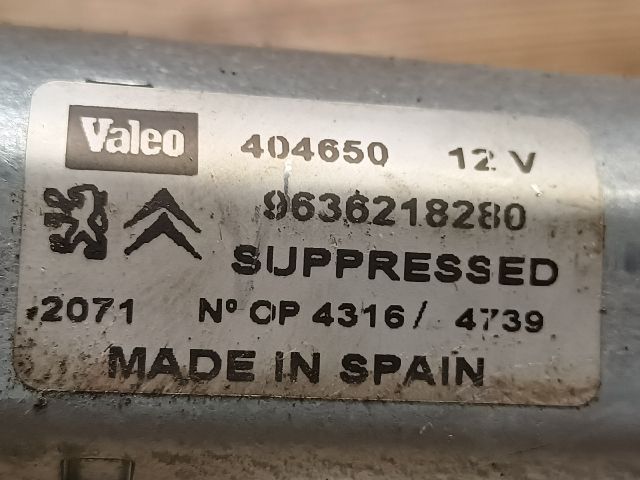 Valeo 404650 12 V
9636218280
SUPPRESSED
2071 Nº OP 4316/ 4739
MADE IN SPAIN